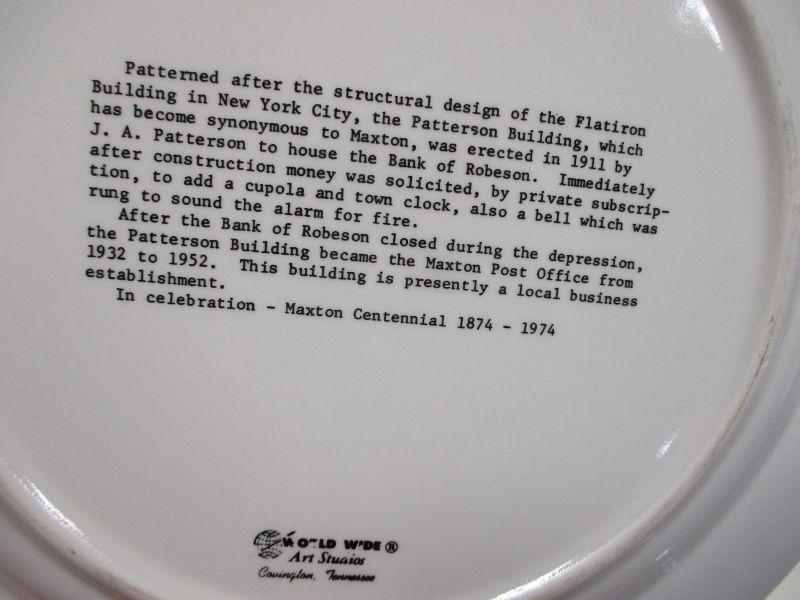 Patterned after the structural design of the Flatiron
Building in New York City, the Patterson Building, which
has become synonymous to Maxton, was erected in 1911 by
J. A. Patterson to house the Bank of Robeson. Immediately
after construction money was solicited, by private subscrip-
tion, to add a cupola and town clock, also a bell which was
rung to sound the alarm for fire.
After the Bank of Robeson closed during the depression,
the Patterson Building became the Maxton Post Office from
1932 to 1952. This building is presently a local business
establishment.
In celebration - Maxton Centennial 1874 - 1974
WORLD WIDE ®
Art Studios
Covington, Tennessee